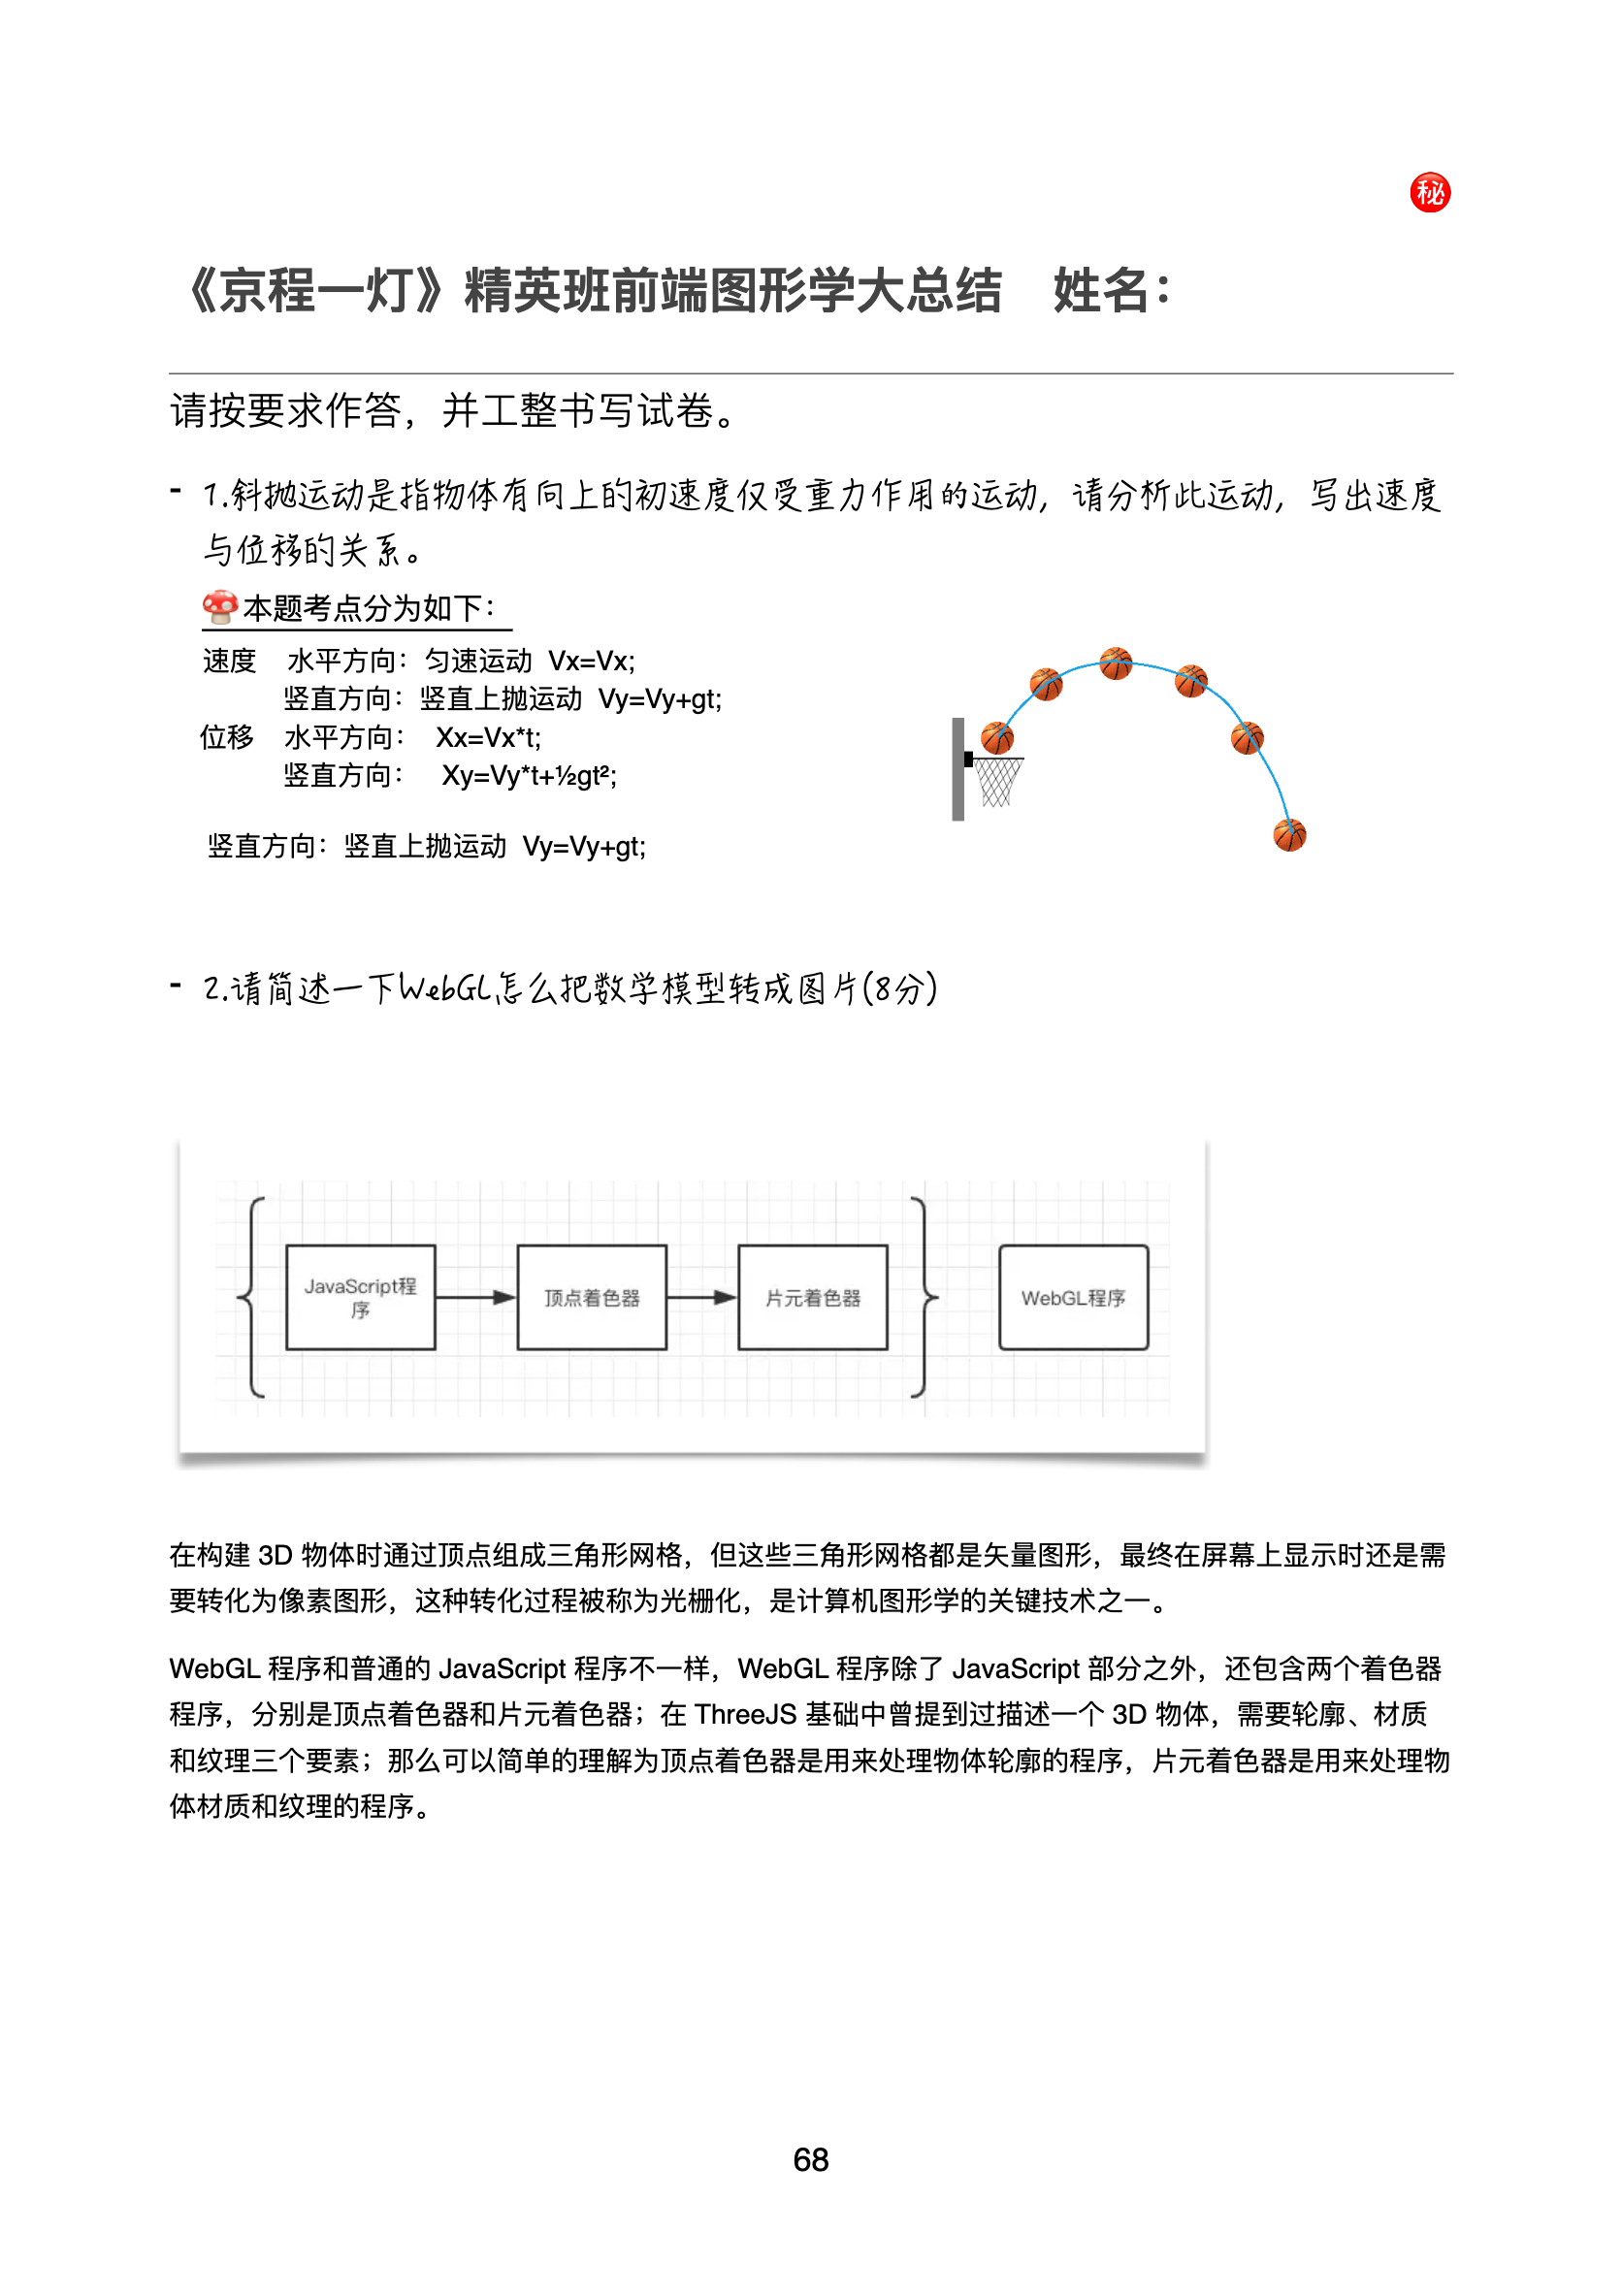 秘
《京程一灯》精英班前端图形学大总结 姓名：
请按要求作答，并工整书写试卷。
- 1.斜抛运动是指物体有向上的初速度仅受重力作用的运动，请分析此运动，写出速度
与位移的关系。
🍄本题考点分为如下：
速度 水平方向：匀速运动 Vx=Vx;
竖直方向：竖直上抛运动 Vy=Vy+gt;
位移 水平方向： Xx=Vx*t;
竖直方向： Xy=Vy*t+½gt²;
竖直方向：竖直上抛运动 Vy=Vy+gt;
- 2.请简述一下WebGL怎么把数学模型转成图片(8分)
JavaScript程
序
顶点着色器
片元着色器
WebGL程序
在构建 3D 物体时通过顶点组成三角形网格，但这些三角形网格都是矢量图形，最终在屏幕上显示时还是需
要转化为像素图形，这种转化过程被称为光栅化，是计算机图形学的关键技术之一。
WebGL 程序和普通的 JavaScript 程序不一样，WebGL 程序除了 JavaScript 部分之外，还包含两个着色器
程序，分别是顶点着色器和片元着色器；在 ThreeJS 基础中曾提到过描述一个 3D 物体，需要轮廓、材质
和纹理三个要素；那么可以简单的理解为顶点着色器是用来处理物体轮廓的程序，片元着色器是用来处理物
体材质和纹理的程序。
68